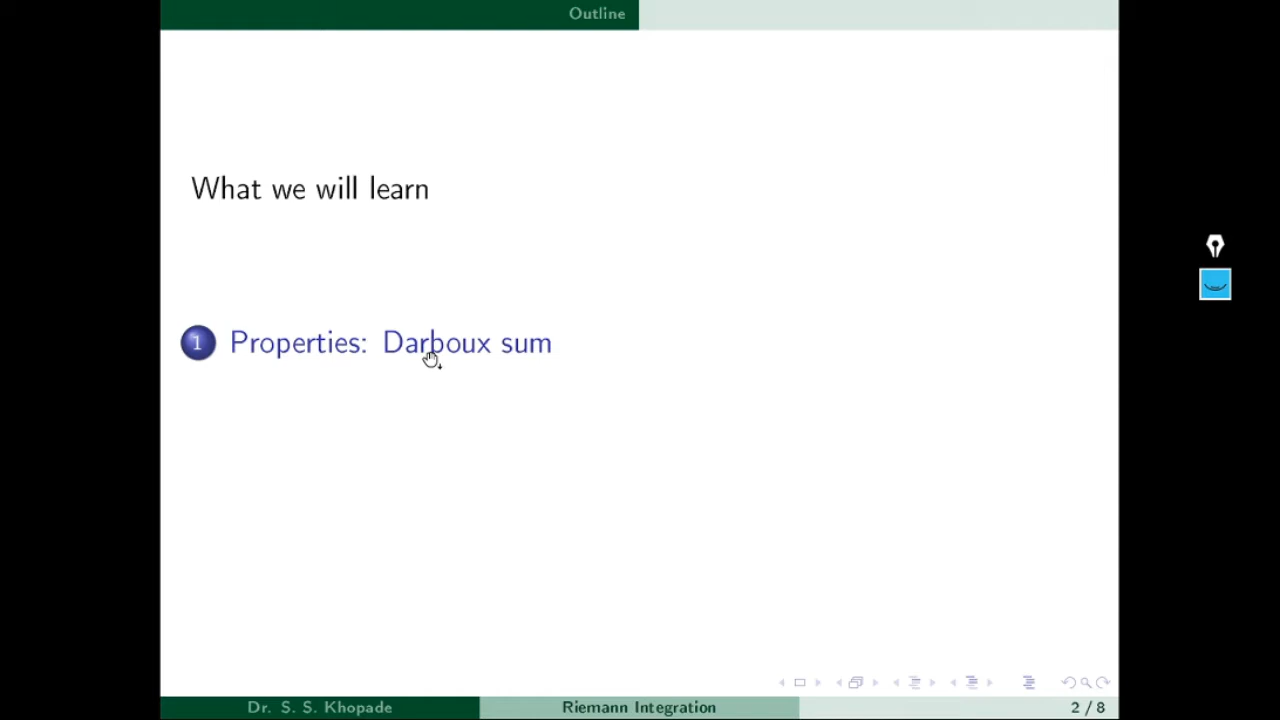 Outline
What we will learn
1 Properties: Darboux sum
Dr. S. S. Khopade Riemann Integration 2 / 8